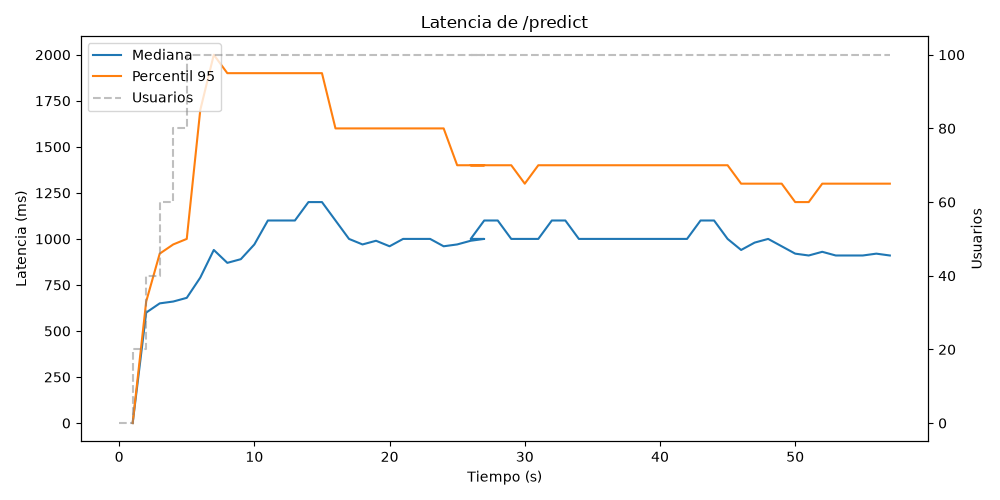 Latencia de /predict
Mediana
Percentil 95
Usuarios
Latencia (ms)
2000
1750
1500
1250
1000
750
500
250
0
100
80
60
40
20
0
Usuarios
0 10 20 30 40 50
Tiempo (s)